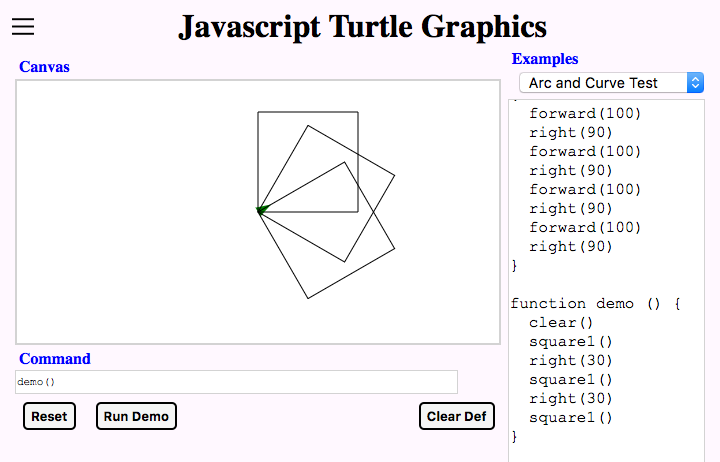 Javascript Turtle Graphics
Canvas
Examples
Arc and Curve Test
  forward(100)
  right(90)
  forward(100)
  right(90)
  forward(100)
  right(90)
  forward(100)
  right(90)
}
function demo () {
  clear()
  square1()
  right(30)
  square1()
  right(30)
  square1()
}
Command
demo()
Reset
Run Demo
Clear Def